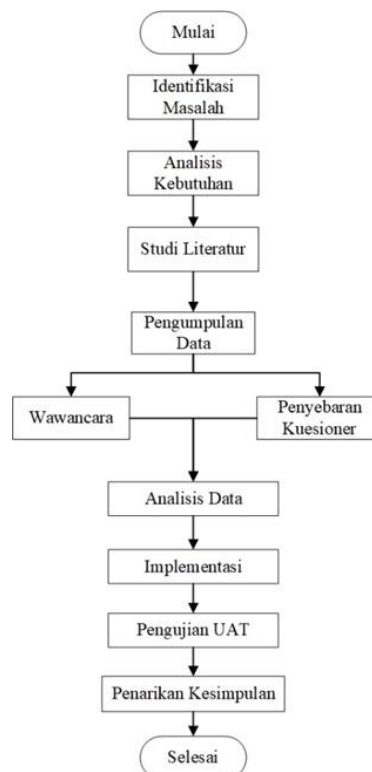 Mulai
Identifikasi
Masalah
Analisis
Kebutuhan
Studi Literatur
Pengumpulan
Data
Wawancara
Penyebaran
Kuesioner
Analisis Data
Implementasi
Pengujian UAT
Penarikan Kesimpulan
Selesai